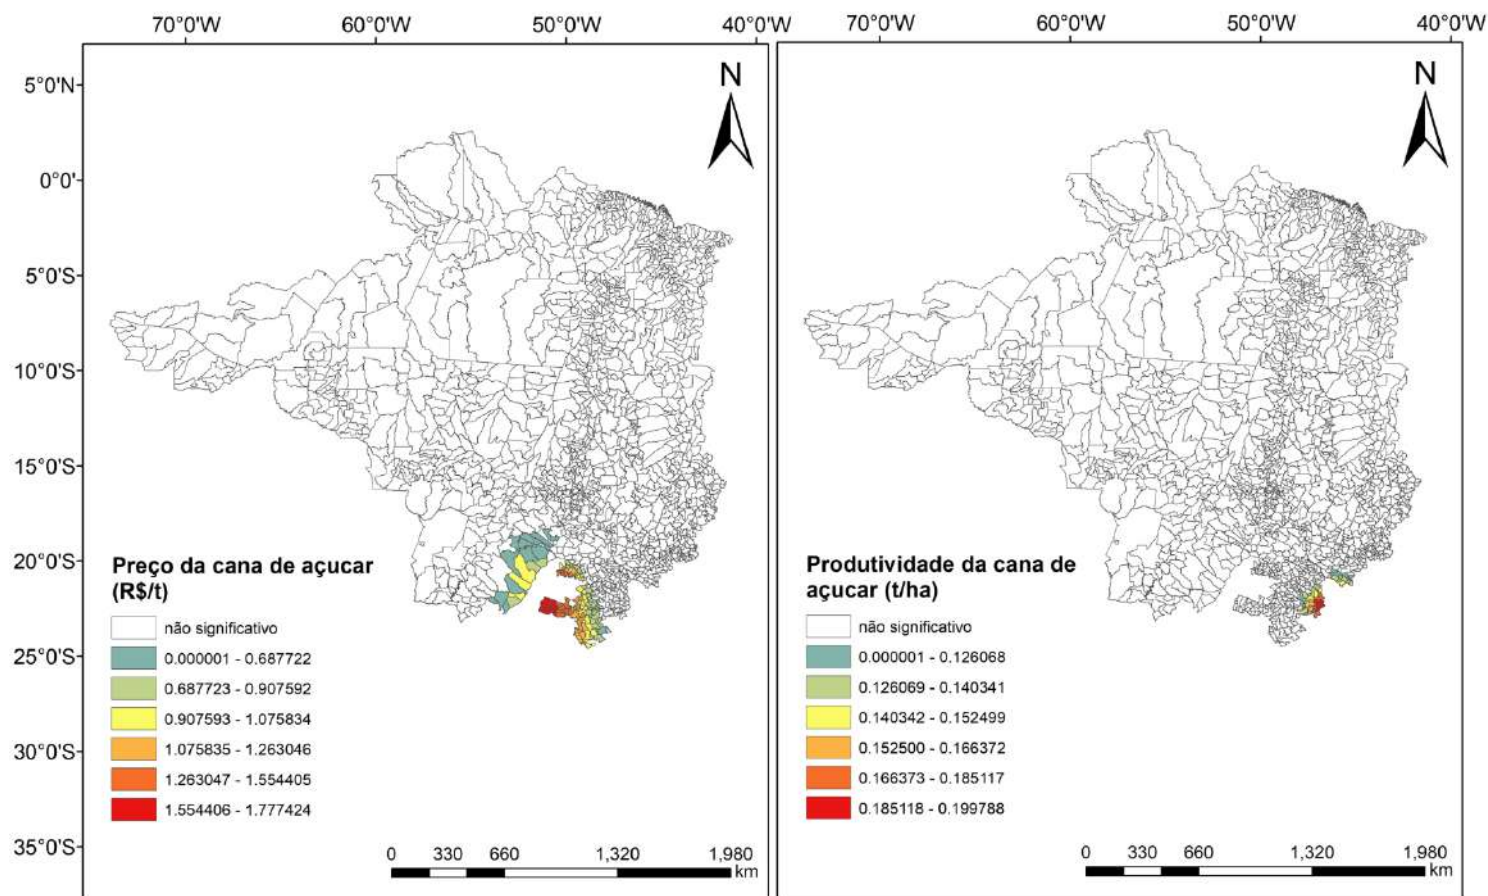 70°0'W 60°0'W 50°0'W 40°0'W
5°0'N
0°0'
5°0'S
10°0'S
15°0'S
20°0'S
25°0'S
30°0'S
35°0'S
N
Preço da cana de açucar
(R$/t)
não significativo
0.000001 - 0.687722
0.687723 - 0.907592
0.907593 - 1.075834
1.075835 - 1.263046
1.263047 - 1.554405
1.554406 - 1.777424
0 330 660 1,320 1,980
km
70°0'W 60°0'W 50°0'W 40°0'W
N
Produtividade da cana de
açucar (t/ha)
não significativo
0.000001 - 0.126068
0.126069 - 0.140341
0.140342 - 0.152499
0.152500 - 0.166372
0.166373 - 0.185117
0.185118 - 0.199788
0 330 660 1,320 1,980
km